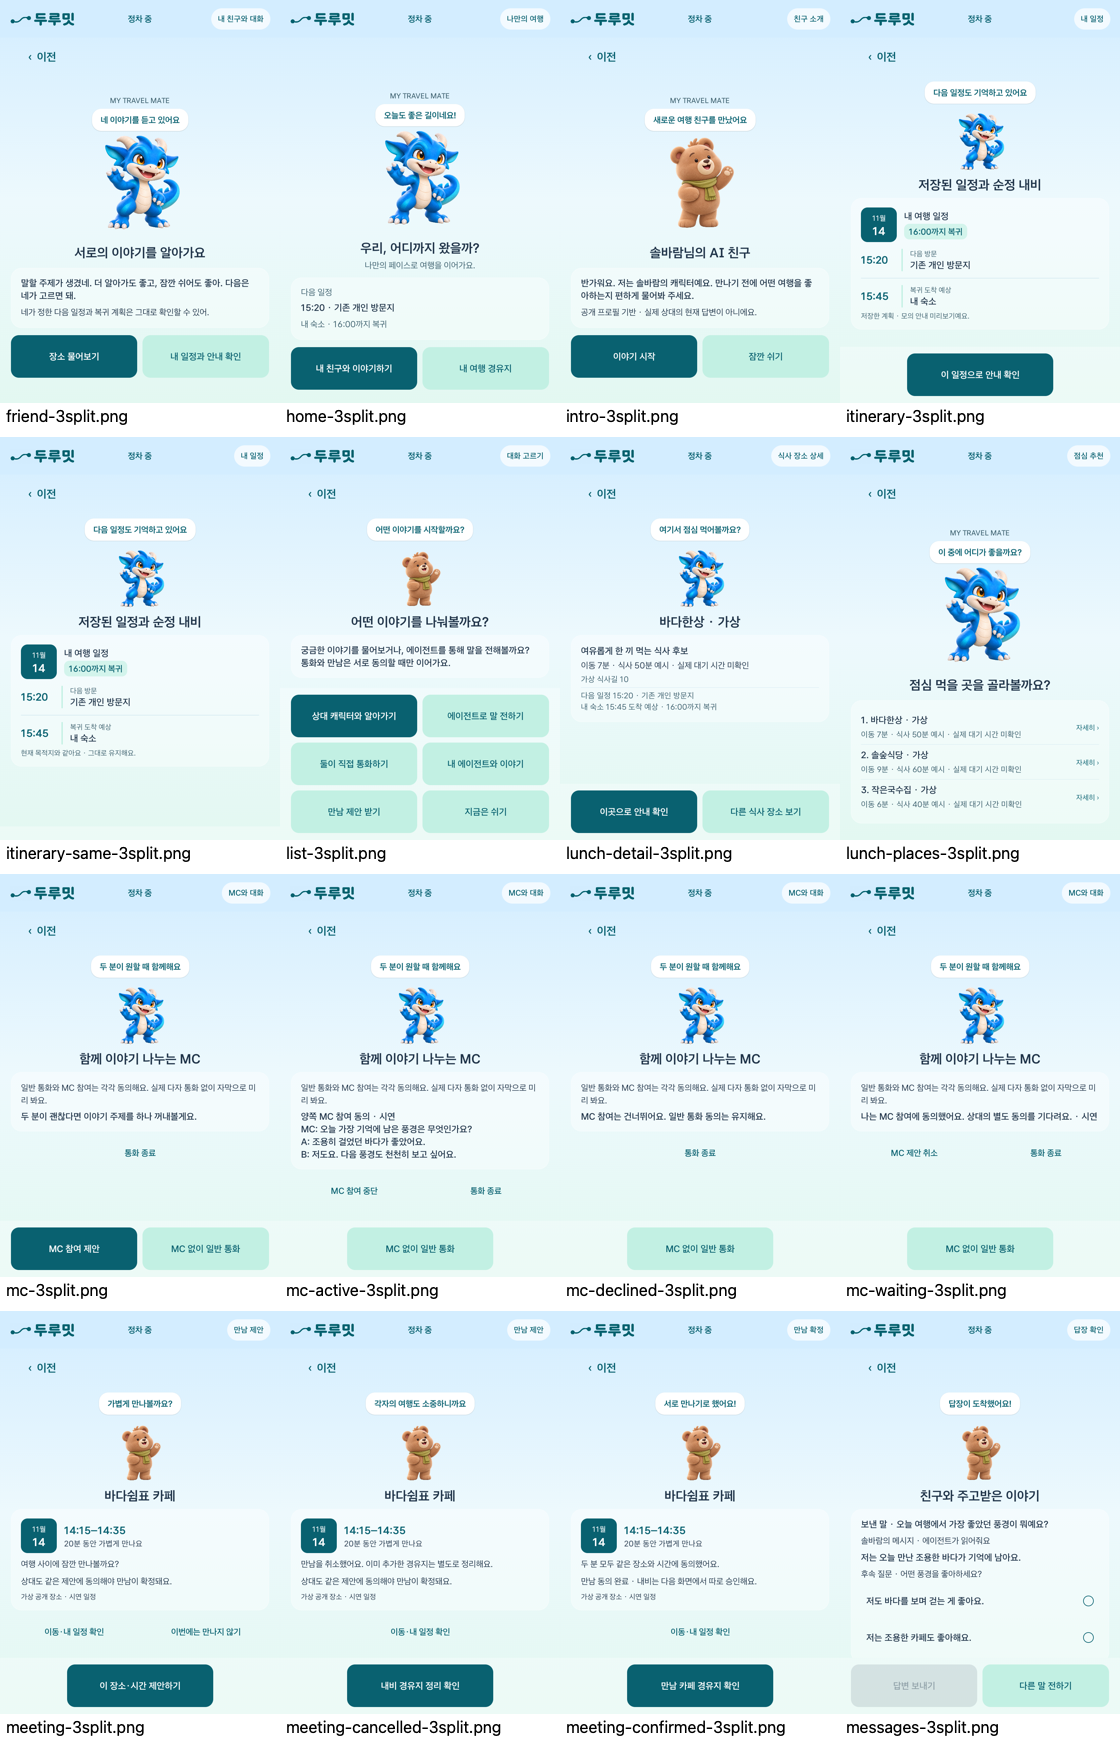 두루밋
정차 중
내 친구와 대화
‹ 이전
MY TRAVEL MATE
네 이야기를 듣고 있어요
서로의 이야기를 알아가요
말할 주제가 생겼네. 더 알아가도 좋고, 잠깐 쉬어도 좋아. 다음은
네가 고르면 돼.
네가 정한 다음 일정과 복귀 계획은 그대로 확인할 수 있어.
장소 물어보기
내 일정과 안내 확인
friend-3split.png
두루밋
정차 중
나만의 여행
‹ 이전
MY TRAVEL MATE
오늘도 좋은 길이네요!
우리, 어디까지 왔을까?
나만의 페이스로 여행을 이어가요.
다음 일정
15:20 · 기존 개인 방문지
내 숙소 · 16:00까지 복귀
내 친구와 이야기하기
내 여행 경유지
home-3split.png
두루밋
정차 중
친구 소개
‹ 이전
MY TRAVEL MATE
새로운 여행 친구를 만났어요
솔바람님의 AI 친구
반가워요. 저는 솔바람의 캐릭터예요. 만나기 전에 어떤 여행을 좋
아하는지 편하게 물어봐 주세요.
공개 프로필 기반 · 실제 상대의 현재 답변이 아니에요.
이야기 시작
잠깐 쉬기
intro-3split.png
두루밋
정차 중
내 일정
‹ 이전
다음 일정도 기억하고 있어요
저장된 일정과 순정 내비
11월
14
내 여행 일정
16:00까지 복귀
15:20
다음 방문
기존 개인 방문지
15:45
복귀 도착 예상
내 숙소
저장한 계획 · 모의 안내 미리보기예요.
이 일정으로 안내 확인
itinerary-3split.png
두루밋
정차 중
내 일정
‹ 이전
다음 일정도 기억하고 있어요
저장된 일정과 순정 내비
11월
14
내 여행 일정
16:00까지 복귀
15:20
다음 방문
기존 개인 방문지
15:45
복귀 도착 예상
내 숙소
현재 목적지와 같아요 · 그대로 유지해요.
itinerary-same-3split.png
두루밋
정차 중
대화 고르기
‹ 이전
어떤 이야기를 시작할까요?
어떤 이야기를 나눠볼까요?
궁금한 이야기를 물어보거나, 에이전트를 통해 말을 전해볼까요?
통화와 만남은 서로 동의할 때만 이어가요.
상대 캐릭터와 알아가기
에이전트로 말 전하기
둘이 직접 통화하기
내 에이전트와 이야기
만남 제안 받기
지금은 쉬기
list-3split.png
두루밋
정차 중
식사 장소 상세
‹ 이전
여기서 점심 먹어볼까요?
바다한상 · 가상
여유롭게 한 끼 먹는 식사 후보
이동 7분 · 식사 50분 예시 · 실제 대기 시간 미확인
가상 식사길 10
다음 일정 15:20 · 기존 개인 방문지
내 숙소 15:45 도착 예상 · 16:00까지 복귀
이곳으로 안내 확인
다른 식사 장소 보기
lunch-detail-3split.png
두루밋
정차 중
점심 추천
‹ 이전
MY TRAVEL MATE
이 중에 어디가 좋을까요?
점심 먹을 곳을 골라볼까요?
1. 바다한상 · 가상
이동 7분 · 식사 50분 예시 · 실제 대기 시간 미확인
자세히 ›
2. 솔숲식당 · 가상
이동 9분 · 식사 60분 예시 · 실제 대기 시간 미확인
자세히 ›
3. 작은국수집 · 가상
이동 6분 · 식사 40분 예시 · 실제 대기 시간 미확인
자세히 ›
lunch-places-3split.png
두루밋
정차 중
MC와 대화
‹ 이전
두 분이 원할 때 함께해요
함께 이야기 나누는 MC
일반 통화와 MC 참여는 각각 동의해요. 실제 다자 통화 없이 자막으로 미
리 봐요.
두 분이 괜찮다면 이야기 주제를 하나 꺼내볼게요.
통화 종료
MC 참여 제안
MC 없이 일반 통화
mc-3split.png
두루밋
정차 중
MC와 대화
‹ 이전
두 분이 원할 때 함께해요
함께 이야기 나누는 MC
일반 통화와 MC 참여는 각각 동의해요. 실제 다자 통화 없이 자막으로 미
리 봐요.
양쪽 MC 참여 동의 · 시연
MC: 오늘 가장 기억에 남은 풍경은 무엇인가요?
A: 조용히 걸었던 바다가 좋았어요.
B: 저도요. 다음 풍경도 천천히 보고 싶어요.
MC 참여 중단
통화 종료
MC 없이 일반 통화
mc-active-3split.png
두루밋
정차 중
MC와 대화
‹ 이전
두 분이 원할 때 함께해요
함께 이야기 나누는 MC
일반 통화와 MC 참여는 각각 동의해요. 실제 다자 통화 없이 자막으로 미
리 봐요.
MC 참여는 건너뛰어요. 일반 통화 동의는 유지해요.
통화 종료
MC 없이 일반 통화
mc-declined-3split.png
두루밋
정차 중
MC와 대화
‹ 이전
두 분이 원할 때 함께해요
함께 이야기 나누는 MC
일반 통화와 MC 참여는 각각 동의해요. 실제 다자 통화 없이 자막으로 미
리 봐요.
나는 MC 참여에 동의했어요. 상대의 별도 동의를 기다려요. · 시연
MC 제안 취소
통화 종료
MC 없이 일반 통화
mc-waiting-3split.png
두루밋
정차 중
만남 제안
‹ 이전
가볍게 만나볼까요?
바다쉼표 카페
11월
14
14:15–14:35
20분 동안 가볍게 만나요
여행 사이에 잠깐 만나볼까요?
상대도 같은 제안에 동의해야 만남이 확정돼요.
가상 공개 장소 · 시연 일정
이동·내 일정 확인
이번에는 만나지 않기
이 장소·시간 제안하기
meeting-3split.png
두루밋
정차 중
만남 제안
‹ 이전
각자의 여행도 소중하니까요
바다쉼표 카페
11월
14
14:15–14:35
20분 동안 가볍게 만나요
만남을 취소했어요. 이미 추가한 경유지는 별도로 정리해요.
상대도 같은 제안에 동의해야 만남이 확정돼요.
가상 공개 장소 · 시연 일정
이동·내 일정 확인
내비 경유지 정리 확인
meeting-cancelled-3split.png
두루밋
정차 중
만남 확정
‹ 이전
서로 만나기로 했어요!
바다쉼표 카페
11월
14
14:15–14:35
20분 동안 가볍게 만나요
두 분 모두 같은 장소와 시간에 동의했어요.
만남 동의 완료 · 내비는 다음 화면에서 따로 승인해요.
가상 공개 장소 · 시연 일정
이동·내 일정 확인
만남 카페 경유지 확인
meeting-confirmed-3split.png
두루밋
정차 중
답장 확인
‹ 이전
답장이 도착했어요!
친구와 주고받은 이야기
보낸 말 · 오늘 여행에서 가장 좋았던 풍경이 뭐예요?
솔바람의 메시지 · 에이전트가 읽어줘요
저는 오늘 만난 조용한 바다가 기억에 남아요.
후속 질문 · 어떤 풍경을 좋아하세요?
저도 바다를 보며 걷는 게 좋아요.
저는 조용한 카페도 좋아해요.
답변 보내기
다른 말 전하기
messages-3split.png